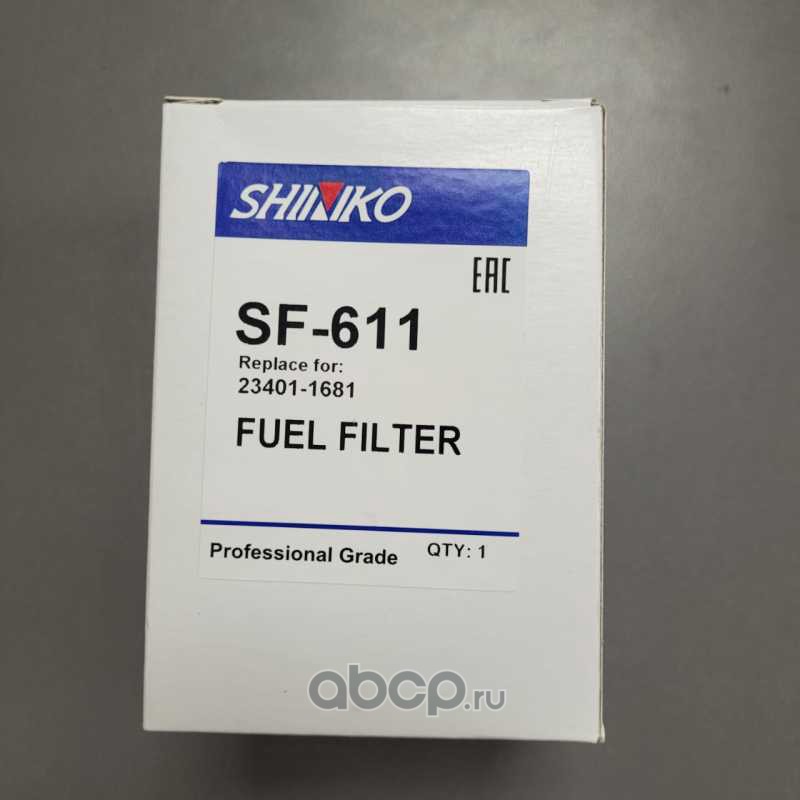 SHINKO
EAC
SF-611
Replace for:
23401-1681
FUEL FILTER
Professional Grade QTY: 1
abcp.ru